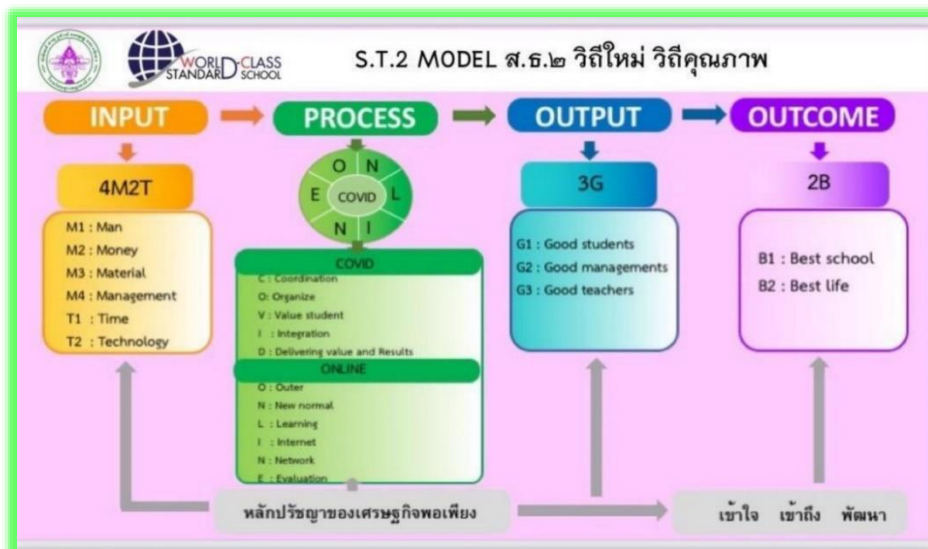 WORLD-CLASS
STANDARD SCHOOL
S.T.2 MODEL ส.ธ.๒ วิถีใหม่ วิถีคุณภาพ
INPUT
PROCESS
OUTPUT
OUTCOME
4M2T
M1 : Man
M2 : Money
M3 : Material
M4 : Management
T1 : Time
T2 : Technology
O N L I N E
COVID
COVID
C : Coordination
O: Organize
V : Value student
I : Integration
D : Delivering value and Results
ONLINE
O : Outer
N : New normal
L : Learning
I : Internet
N : Network
E : Evaluation
3G
G1 : Good students
G2 : Good managements
G3 : Good teachers
2B
B1 : Best school
B2 : Best life
หลักปรัชญาของเศรษฐกิจพอเพียง
เข้าใจ เข้าถึง พัฒนา